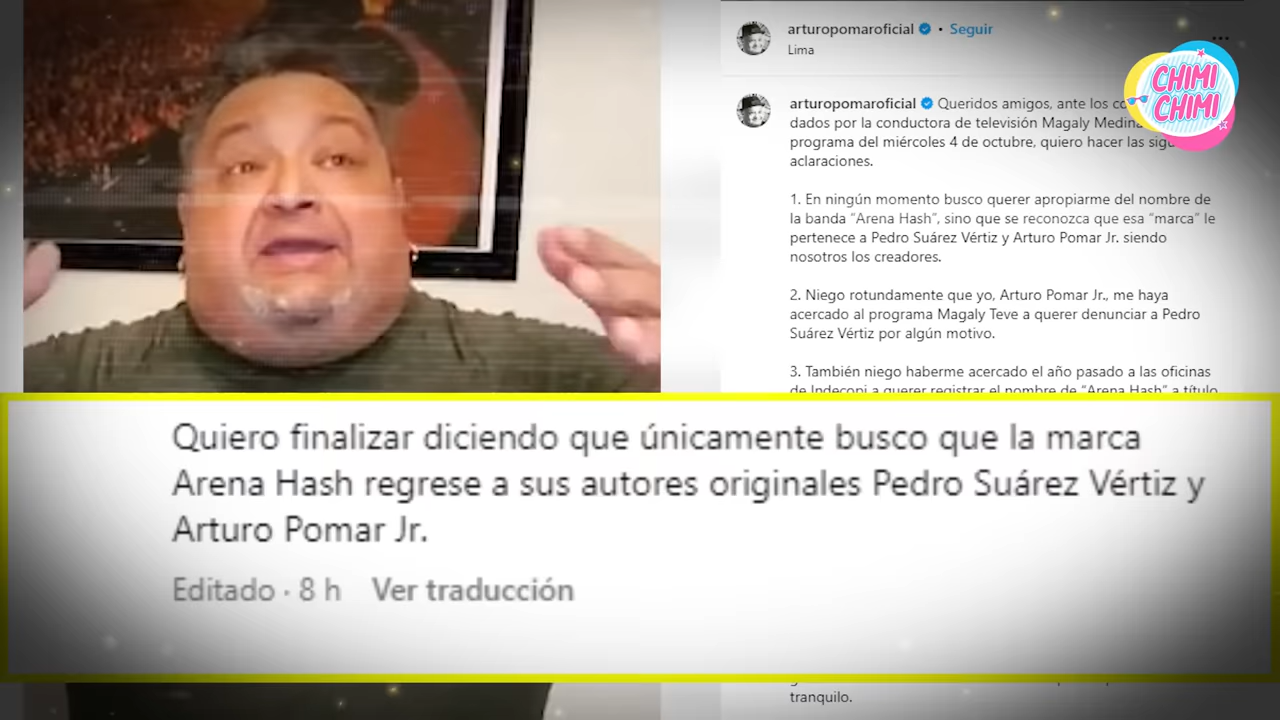 arturopomaroficial • Seguir
Lima
CHIMI
CHIMI
arturopomaroficial Queridos amigos, ante los
dados por la conductora de televisión Magaly Medina
programa del miércoles 4 de octubre, quiero hacer las
aclaraciones.
1. En ningún momento busco querer apropiarme del nombre de
la banda "Arena Hash", sino que se reconozca que esa "marca" le
pertenece a Pedro Suárez Vértiz y Arturo Pomar Jr. siendo
nosotros los creadores.
2. Niego rotundamente que yo, Arturo Pomar Jr., me haya
acercado al programa Magaly Teve a querer denunciar a Pedro
Suárez Vértiz por algún motivo.
3. También niego haberme acercado el año pasado a las oficinas
de Indecopi a querer registrar el nombre de "Arena Hash" a título
Quiero finalizar diciendo que únicamente busco que la marca
Arena Hash regrese a sus autores originales Pedro Suárez Vértiz y
Arturo Pomar Jr.
Editado · 8 h Ver traducción
tranquilo.